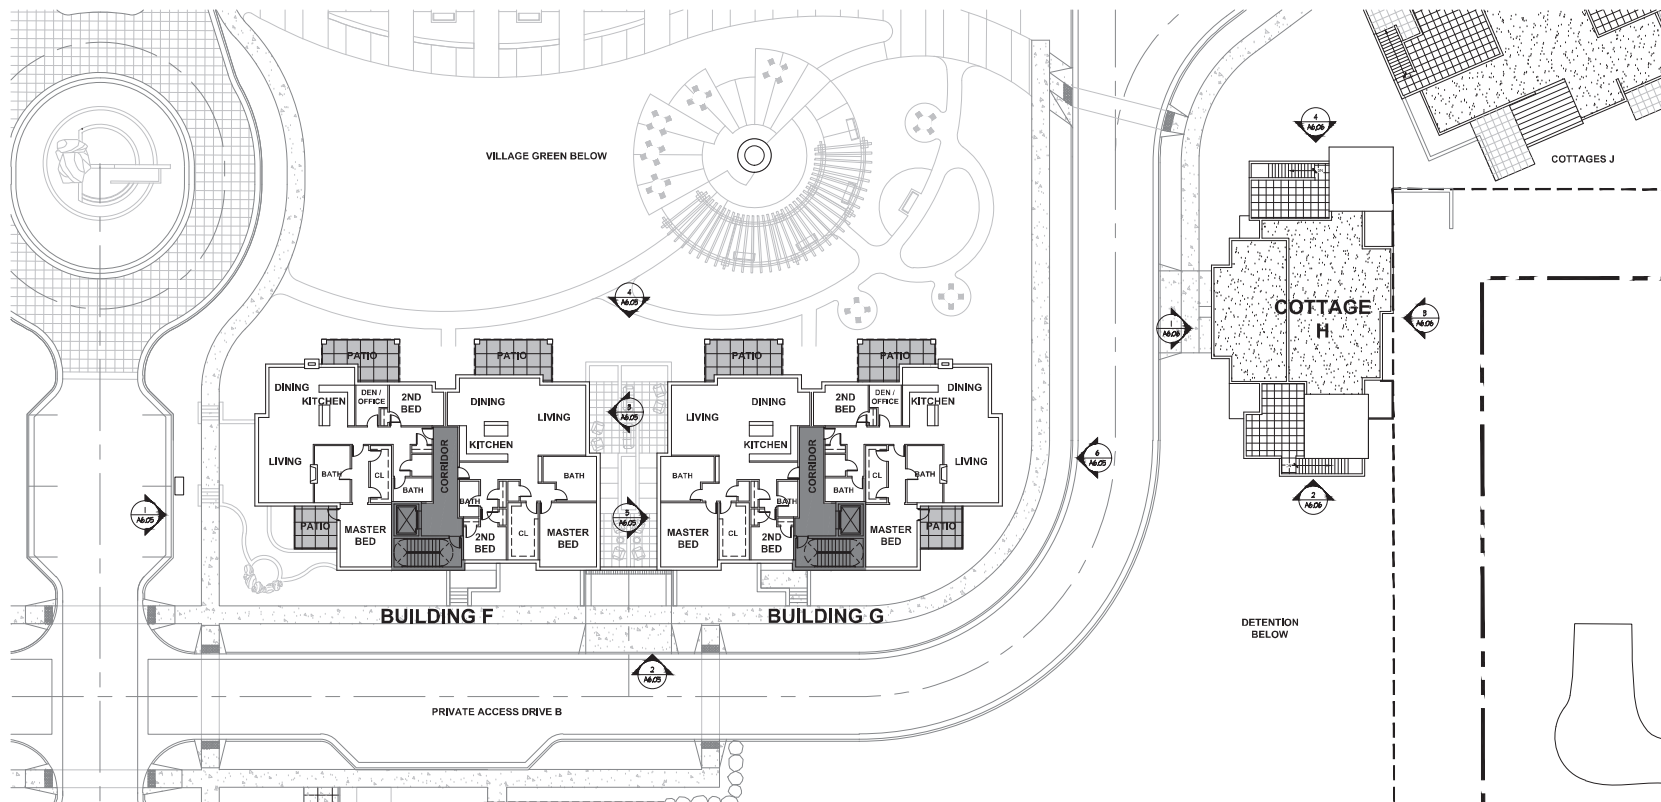 VILLAGE GREEN BELOW
COTTAGES J
4
A6.06
4
A6.05
COTTAGE
H
1
A6.06
3
A6.06
2
A6.06
PATIO
PATIO
PATIO
PATIO
DINING
KITCHEN
DEN /
OFFICE
2ND
BED
DINING
LIVING
KITCHEN
LIVING
BATH
CL
BATH
CORRIDOR
BATH
BATH
PATIO
MASTER
BED
2ND
BED
CL
MASTER
BED
3
A6.05
5
A6.05
1
A6.05
6
A6.05
LIVING
DINING
KITCHEN
2ND
BED
DEN /
OFFICE
DINING
KITCHEN
LIVING
BATH
BATH
CORRIDOR
BATH
CL
BATH
MASTER
BED
CL
2ND
BED
MASTER
BED
PATIO
BUILDING F
BUILDING G
DETENTION
BELOW
2
A6.05
PRIVATE ACCESS DRIVE B